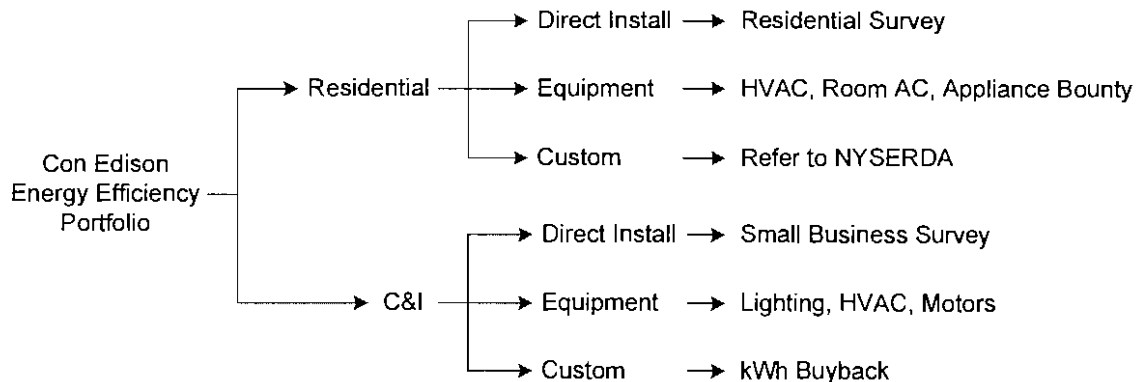 Direct Install
Residential Survey
Residential
Equipment
HVAC, Room AC, Appliance Bounty
Custom
Refer to NYSERDA
Con Edison
Energy Efficiency
Portfolio
Direct Install
Small Business Survey
C&I
Equipment
Lighting, HVAC, Motors
Custom
kWh Buyback